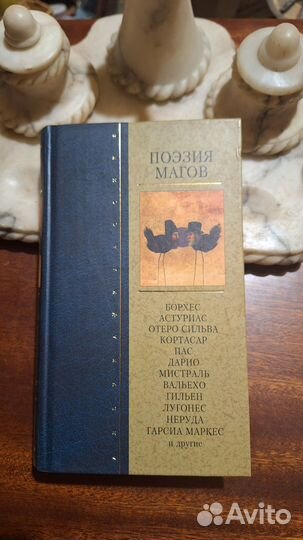 ПОЭЗИЯ
МАГОВ
БОРХЕС
АСТУРИАС
ОТЕРО СИЛЬВА
КОРТАСАР
ПАС
ДАРИО
МИСТРАЛЬ
ВАЛЬЕХО
ГИЛЬЕН
ЛУГОНЕС
НЕРУДА
ГАРСИА МАРКЕС
и другие
Avito